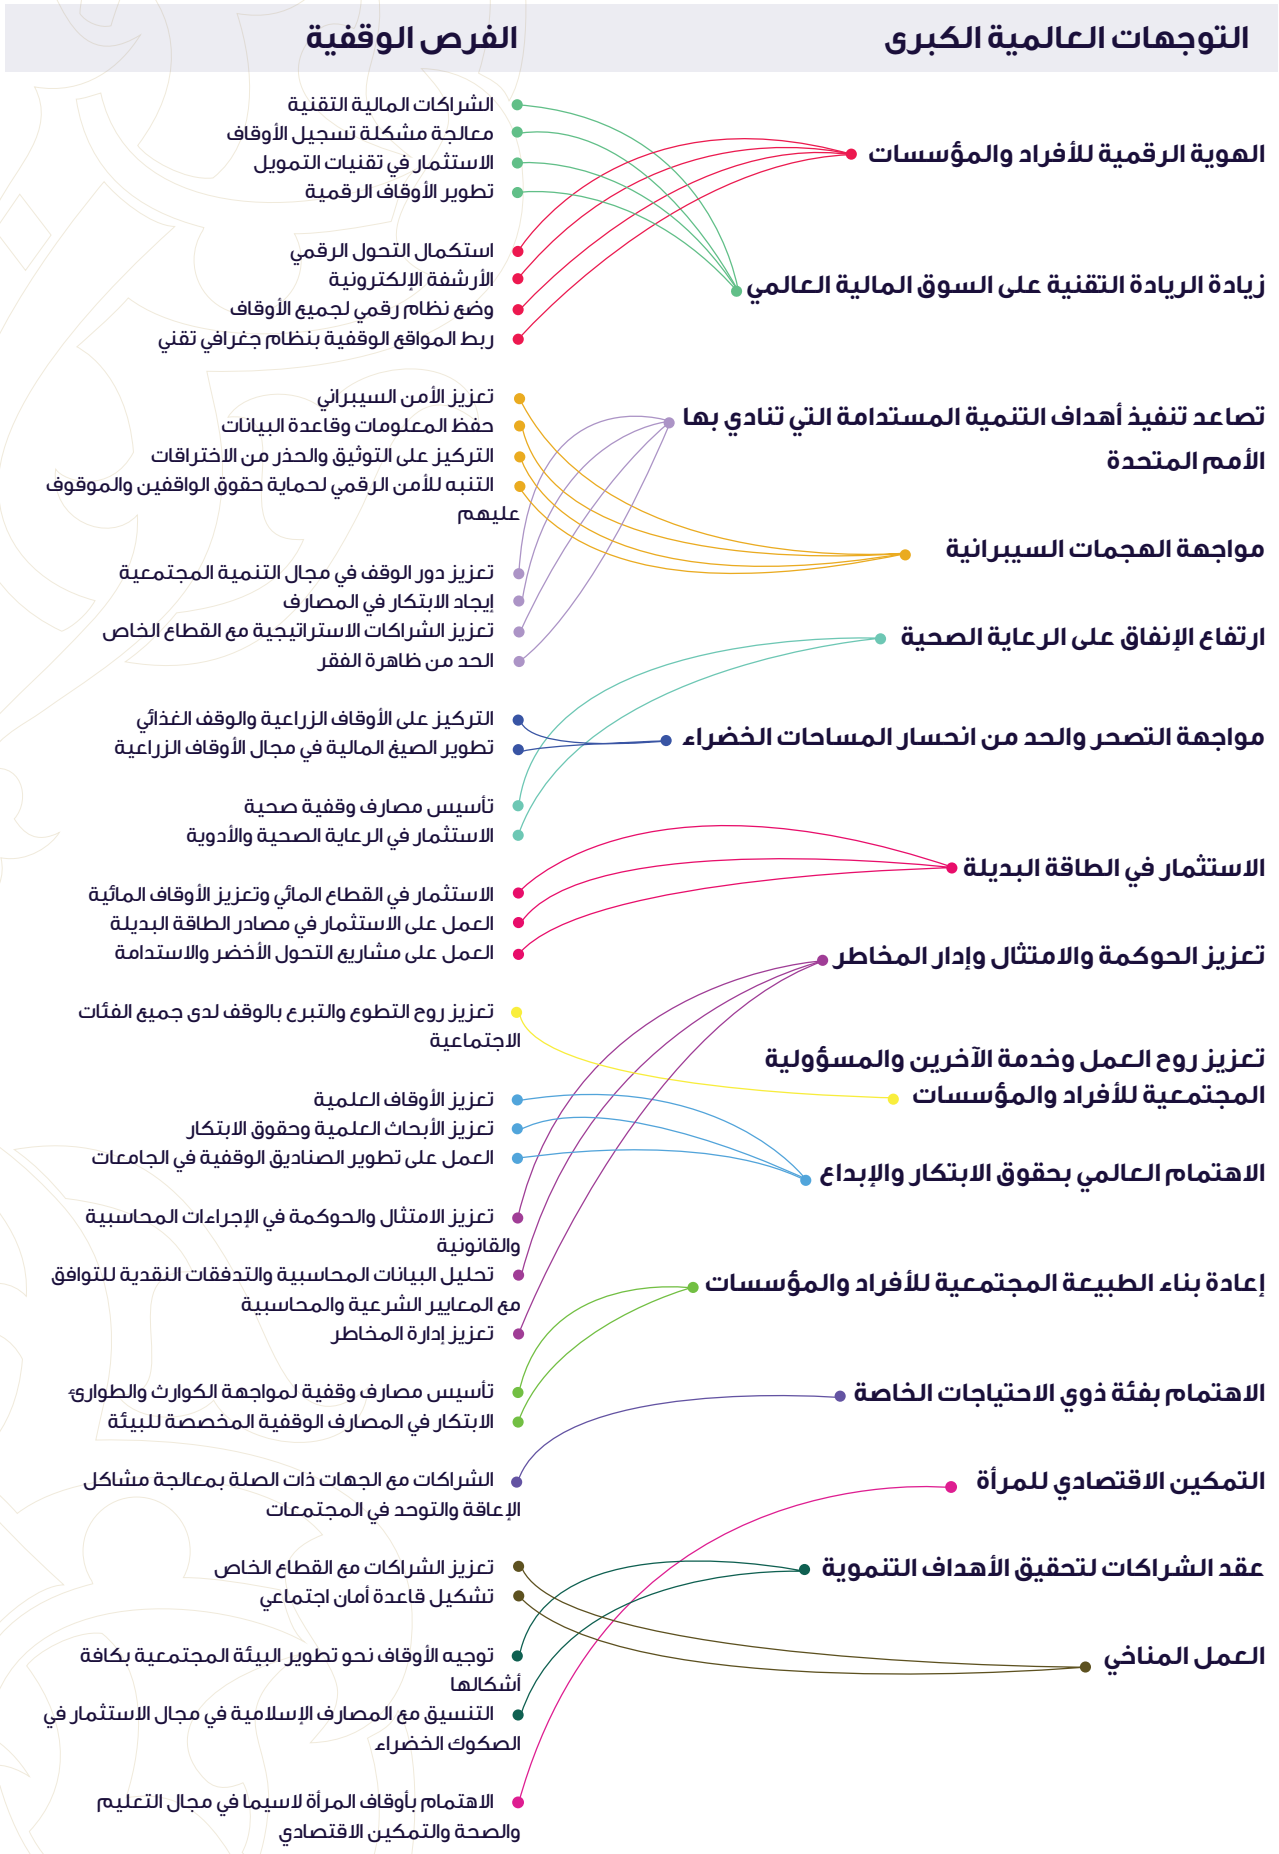 التوجهات العالمية الكبرى
الهوية الرقمية للأفراد والمؤسسات
زيادة الريادة التقنية على السوق المالية العالمي
تصاعد تنفيذ أهداف التنمية المستدامة التي تنادي بها
الأمم المتحدة
مواجهة الهجمات السيبرانية
ارتفاع الإنفاق على الرعاية الصحية
مواجهة التصحر والحد من انحسار المساحات الخضراء
الاستثمار في الطاقة البديلة
تعزيز الحوكمة والامتثال وإدار المخاطر
تعزيز روح العمل وخدمة الآخرين والمسؤولية
المجتمعية للأفراد والمؤسسات
الاهتمام العالمي بحقوق الابتكار والإبداع
إعادة بناء الطبيعة المجتمعية للأفراد والمؤسسات
الاهتمام بفئة ذوي الاحتياجات الخاصة
التمكين الاقتصادي للمرأة
عقد الشراكات لتحقيق الأهداف التنموية
العمل المناخي
الفرص الوقفية
الشراكات المالية التقنية
معالجة مشكلة تسجيل الأوقاف
الاستثمار في تقنيات التمويل
تطوير الأوقاف الرقمية
استكمال التحول الرقمي
الأرشفة الإلكترونية
وضع نظام رقمي لجميع الأوقاف
ربط المواقع الوقفية بنظام جغرافي تقني
تعزيز الأمن السيبراني
حفظ المعلومات وقاعدة البيانات
التركيز على التوثيق والحذر من الاختراقات
التنبه للأمن الرقمي لحماية حقوق الواقفين والموقوف
عليهم
تعزيز دور الوقف في مجال التنمية المجتمعية
إيجاد الابتكار في المصارف
تعزيز الشراكات الاستراتيجية مع القطاع الخاص
الحد من ظاهرة الفقر
التركيز على الأوقاف الزراعية والوقف الغذائي
تطوير الصيغ المالية في مجال الأوقاف الزراعية
تأسيس مصارف وقفية صحية
الاستثمار في الرعاية الصحية والأدوية
الاستثمار في القطاع المائي وتعزيز الأوقاف المائية
العمل على الاستثمار في مصادر الطاقة البديلة
العمل على مشاريع التحول الأخضر والاستدامة
تعزيز روح التطوع والتبرع بالوقف لدى جميع الفئات
الاجتماعية
تعزيز الأوقاف العلمية
تعزيز الأبحاث العلمية وحقوق الابتكار
العمل على تطوير الصناديق الوقفية في الجامعات
تعزيز الامتثال والحوكمة في الإجراءات المحاسبية
والقانونية
تحليل البيانات المحاسبية والتدفقات النقدية للتوافق
مع المعايير الشرعية والمحاسبية
تعزيز إدارة المخاطر
تأسيس مصارف وقفية لمواجهة الكوارث والطوارئ
الابتكار في المصارف الوقفية المخصصة للبيئة
الشراكات مع الجهات ذات الصلة بمعالجة مشاكل
الإعاقة والتوحد في المجتمعات
تعزيز الشراكات مع القطاع الخاص
تشكيل قاعدة أمان اجتماعي
توجيه الأوقاف نحو تطوير البيئة المجتمعية بكافة
أشكالها
التنسيق مع المصارف الإسلامية في مجال الاستثمار في
الصكوك الخضراء
الاهتمام بأوقاف المرأة لاسيما في مجال التعليم
والصحة والتمكين الاقتصادي